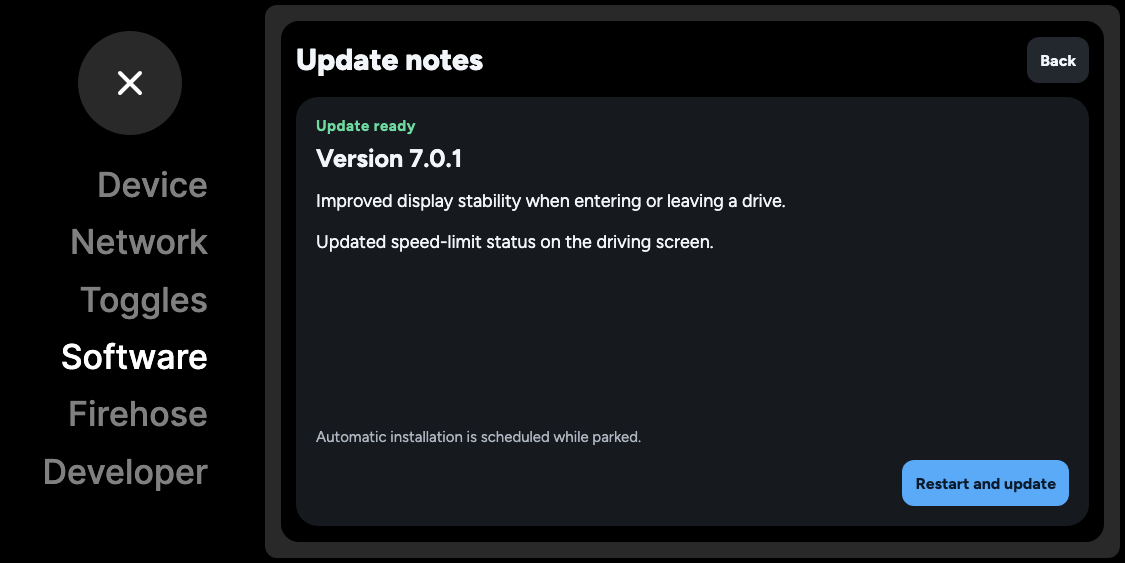 Device
Network
Toggles
Software
Firehose
Developer
Update notes
Back
Update ready
Version 7.0.1
Improved display stability when entering or leaving a drive.
Updated speed-limit status on the driving screen.
Automatic installation is scheduled while parked.
Restart and update